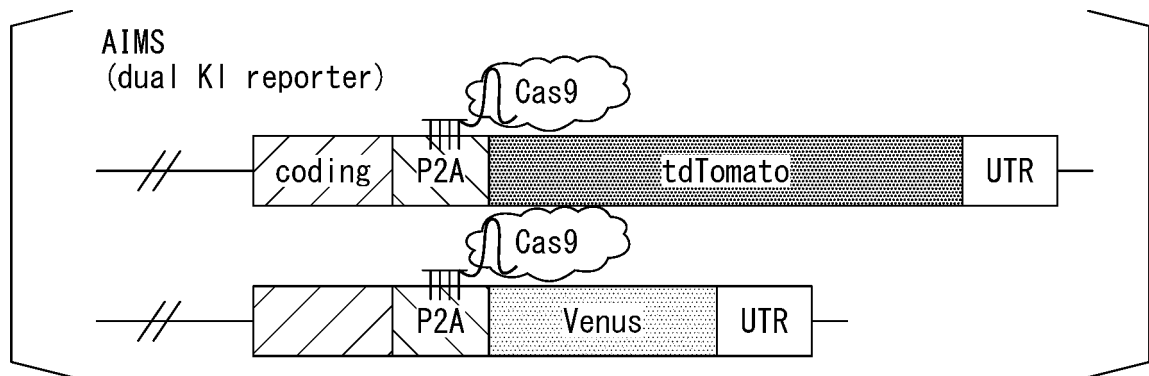 AIMS
(dual KI reporter)
Cas9
coding P2A tdTomato UTR
Cas9
P2A Venus UTR